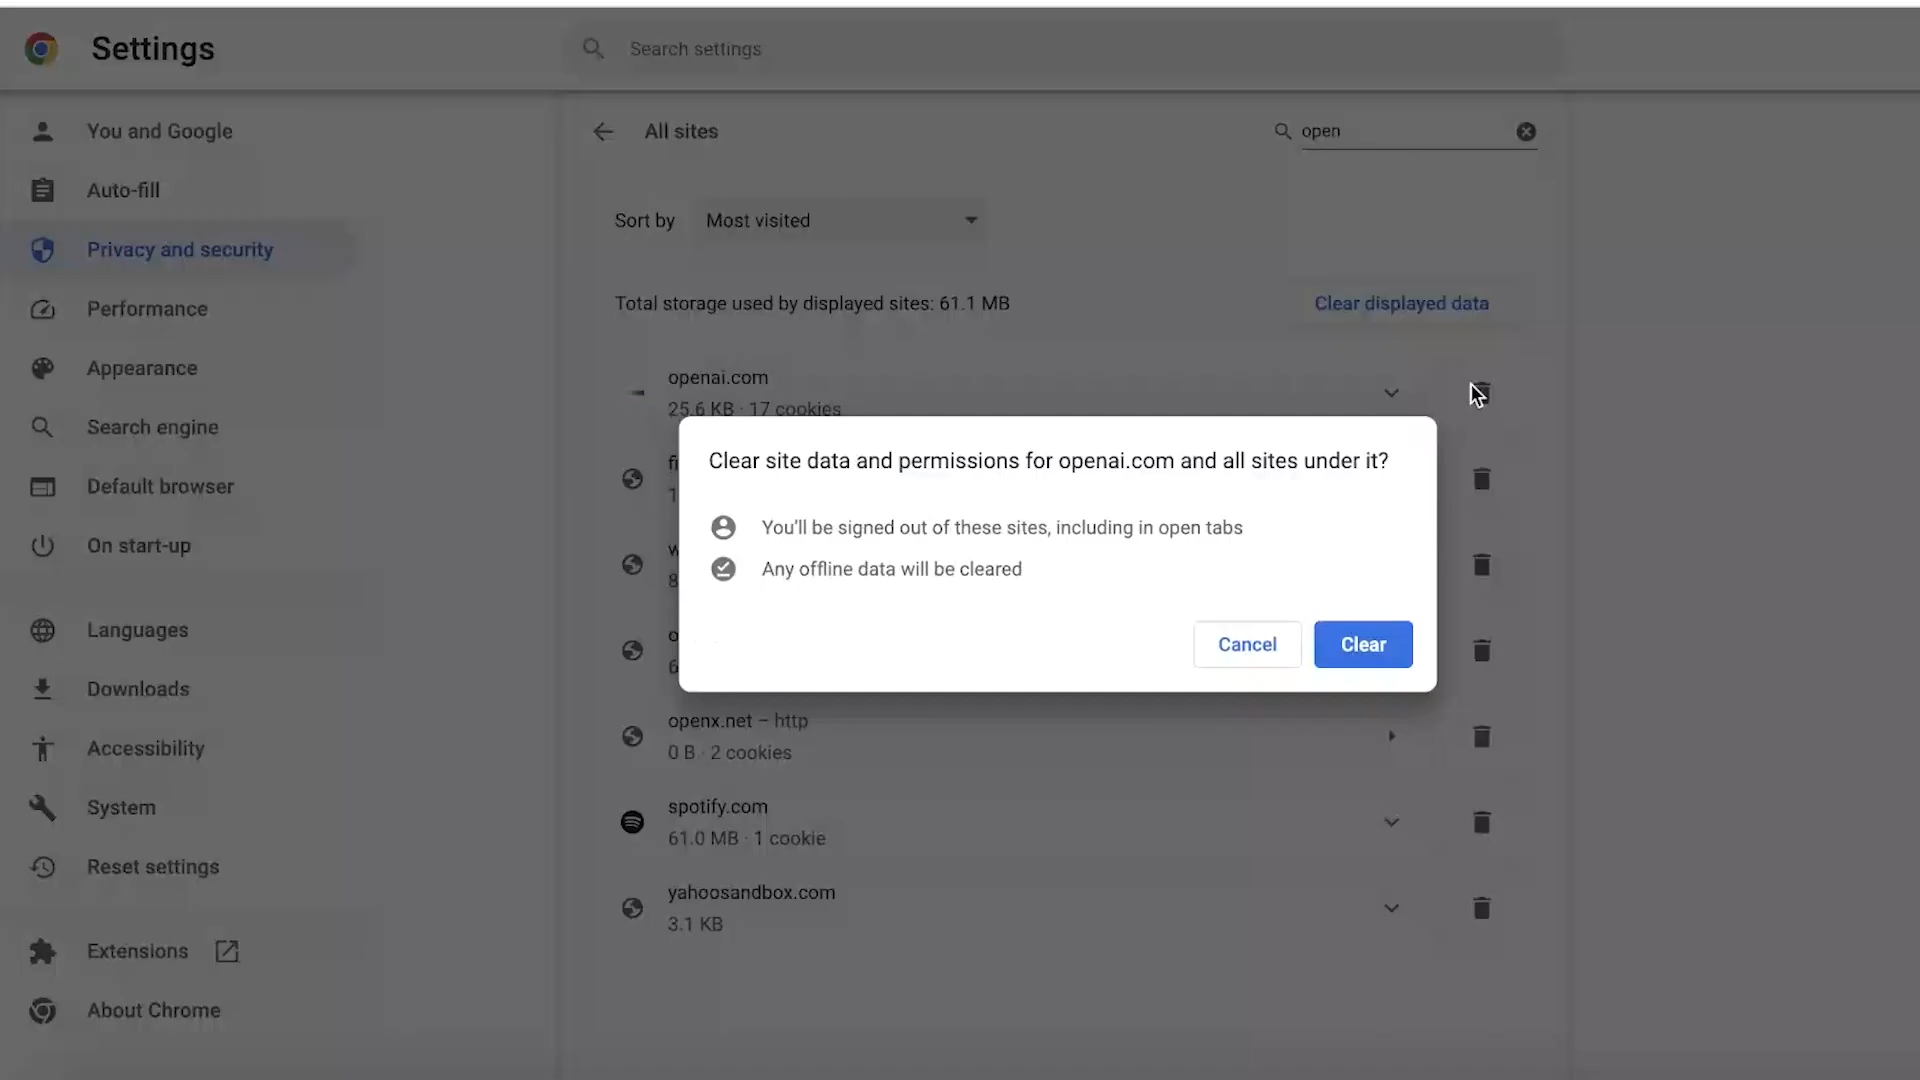 Settings
Search settings
You and Google
Auto-fill
Privacy and security
Performance
Appearance
Search engine
Default browser
On start-up
Languages
Downloads
Accessibility
System
Reset settings
Extensions
About Chrome
All sites
open
Sort by Most visited
Total storage used by displayed sites: 61.1 MB
Clear displayed data
openai.com
25.6 KB · 17 cookies
Clear site data and permissions for openai.com and all sites under it?
You'll be signed out of these sites, including in open tabs
Any offline data will be cleared
Cancel
Clear
openx.net – http
0 B · 2 cookies
spotify.com
61.0 MB · 1 cookie
yahoosandbox.com
3.1 KB